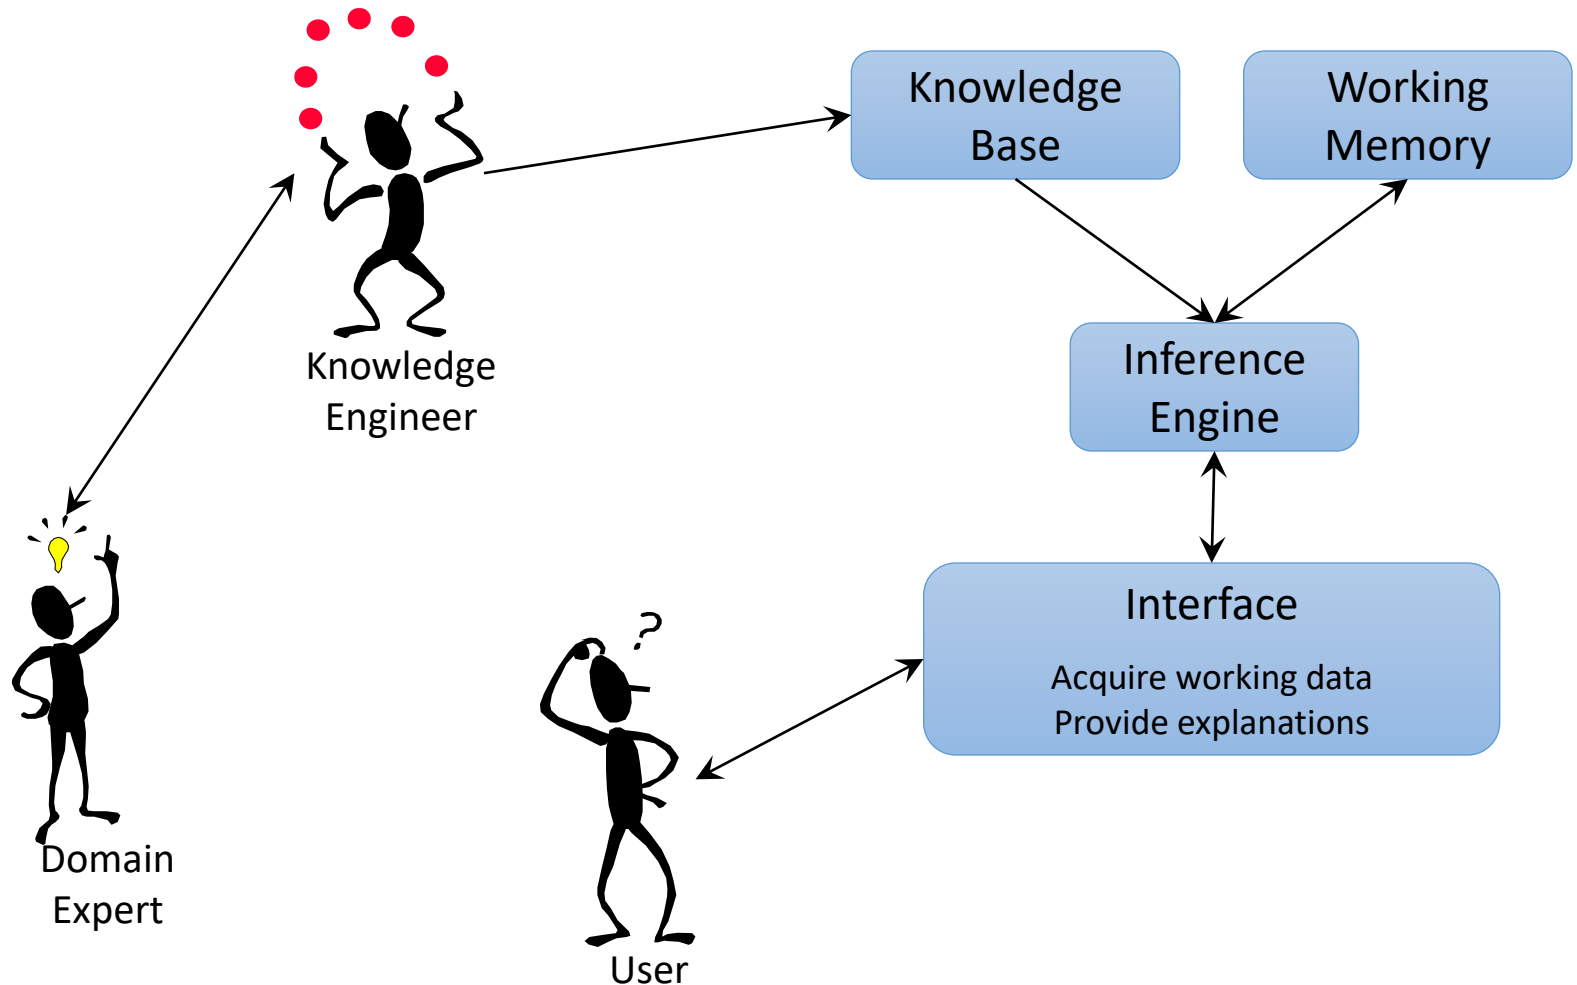 Knowledge
Base
Working
Memory
Knowledge
Engineer
Inference
Engine
Interface
Acquire working data
Provide explanations
?
Domain
Expert
User